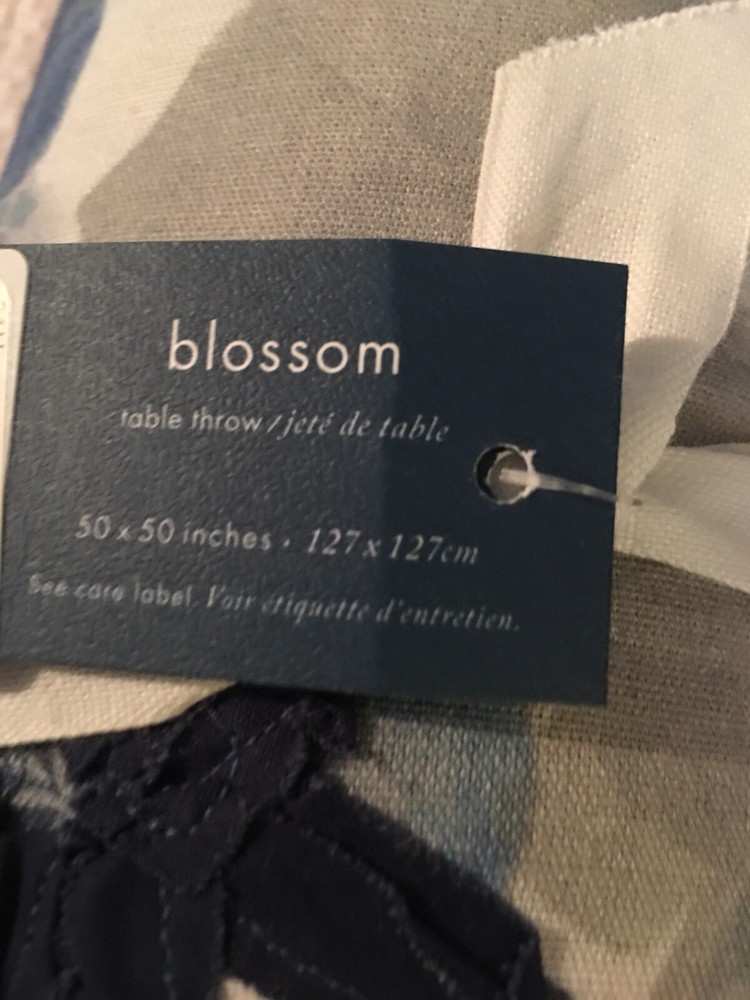 blossom
table throw / jeté de table
50 x 50 inches · 127 x 127cm
See care label. Voir étiquette d'entretien.